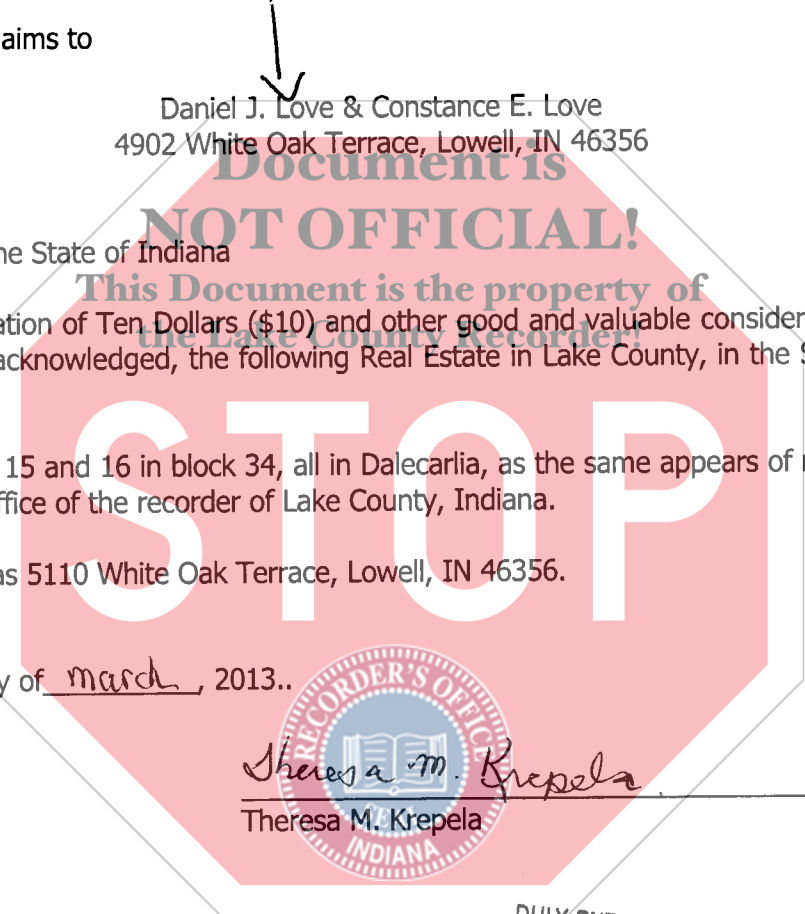 aims to
Daniel J. Love & Constance E. Love
4902 White Oak Terrace, Lowell, IN 46356
Document is
NOT OFFICIAL!
ne State of Indiana
This Document is the property of
ation of Ten Dollars ($10) and other good and valuable consider
the Lake County Recorder!
acknowledged, the following Real Estate in Lake County, in the S
STOP
15 and 16 in block 34, all in Dalecarlia, as the same appears of r
ffice of the recorder of Lake County, Indiana.
as 5110 White Oak Terrace, Lowell, IN 46356.
y of march, 2013..
RECORDER'S OFFIC
Theresa M. Krepela
Theresa M. Krepela
SEAL
INDIANA